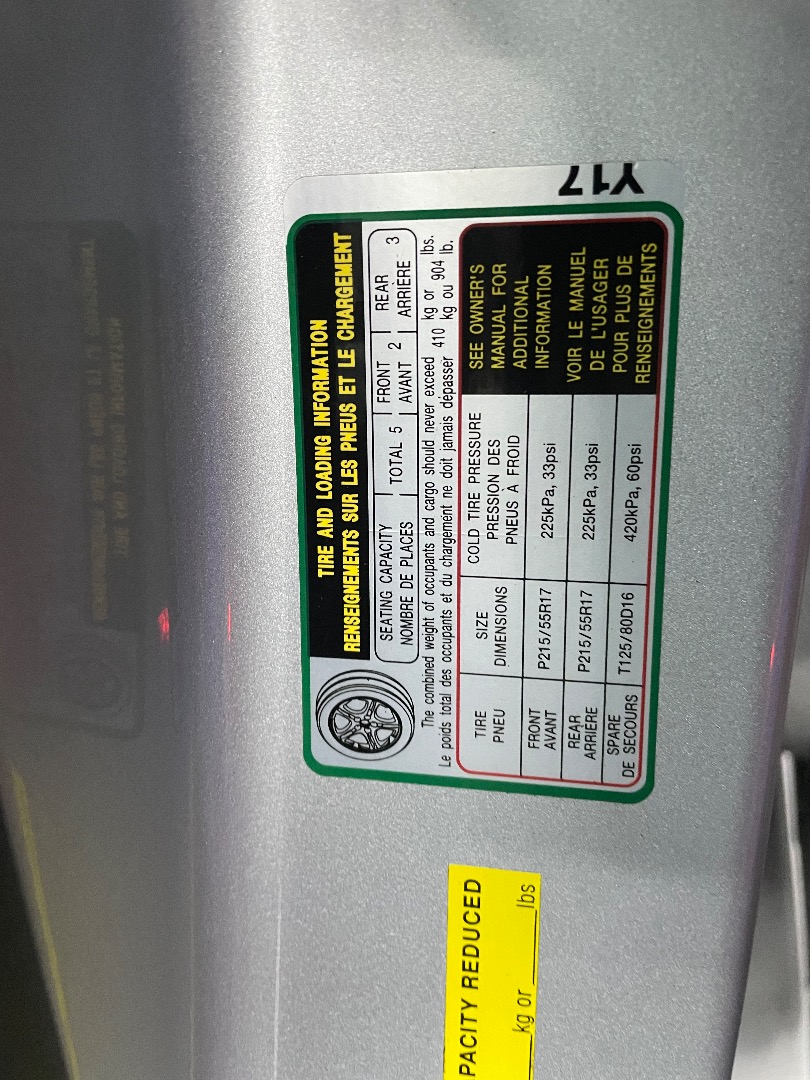 Y17
TIRE AND LOADING INFORMATION
RENSEIGNEMENTS SUR LES PNEUS ET LE CHARGEMENT
SEATING CAPACITY TOTAL 5 FRONT 2 REAR 3
NOMBRE DE PLACES AVANT ARRIÈRE
The combined weight of occupants and cargo should never exceed 410 kg or lbs.
Le poids total des occupants et du chargement ne doit jamais dépasser kg ou 904 lb.
TIRE
PNEU
SIZE
DIMENSIONS
COLD TIRE PRESSURE
PRESSION DES
PNEUS À FROID
FRONT
AVANT
P215/55R17
225kPa, 33psi
REAR
ARRIÈRE
P215/55R17
225kPa, 33psi
SPARE
DE SECOURS
T125/80D16
420kPa, 60psi
SEE OWNER'S
MANUAL FOR
ADDITIONAL
INFORMATION
VOIR LE MANUEL
DE L'USAGER
POUR PLUS DE
RENSEIGNEMENTS
PACITY REDUCED
kg or lbs